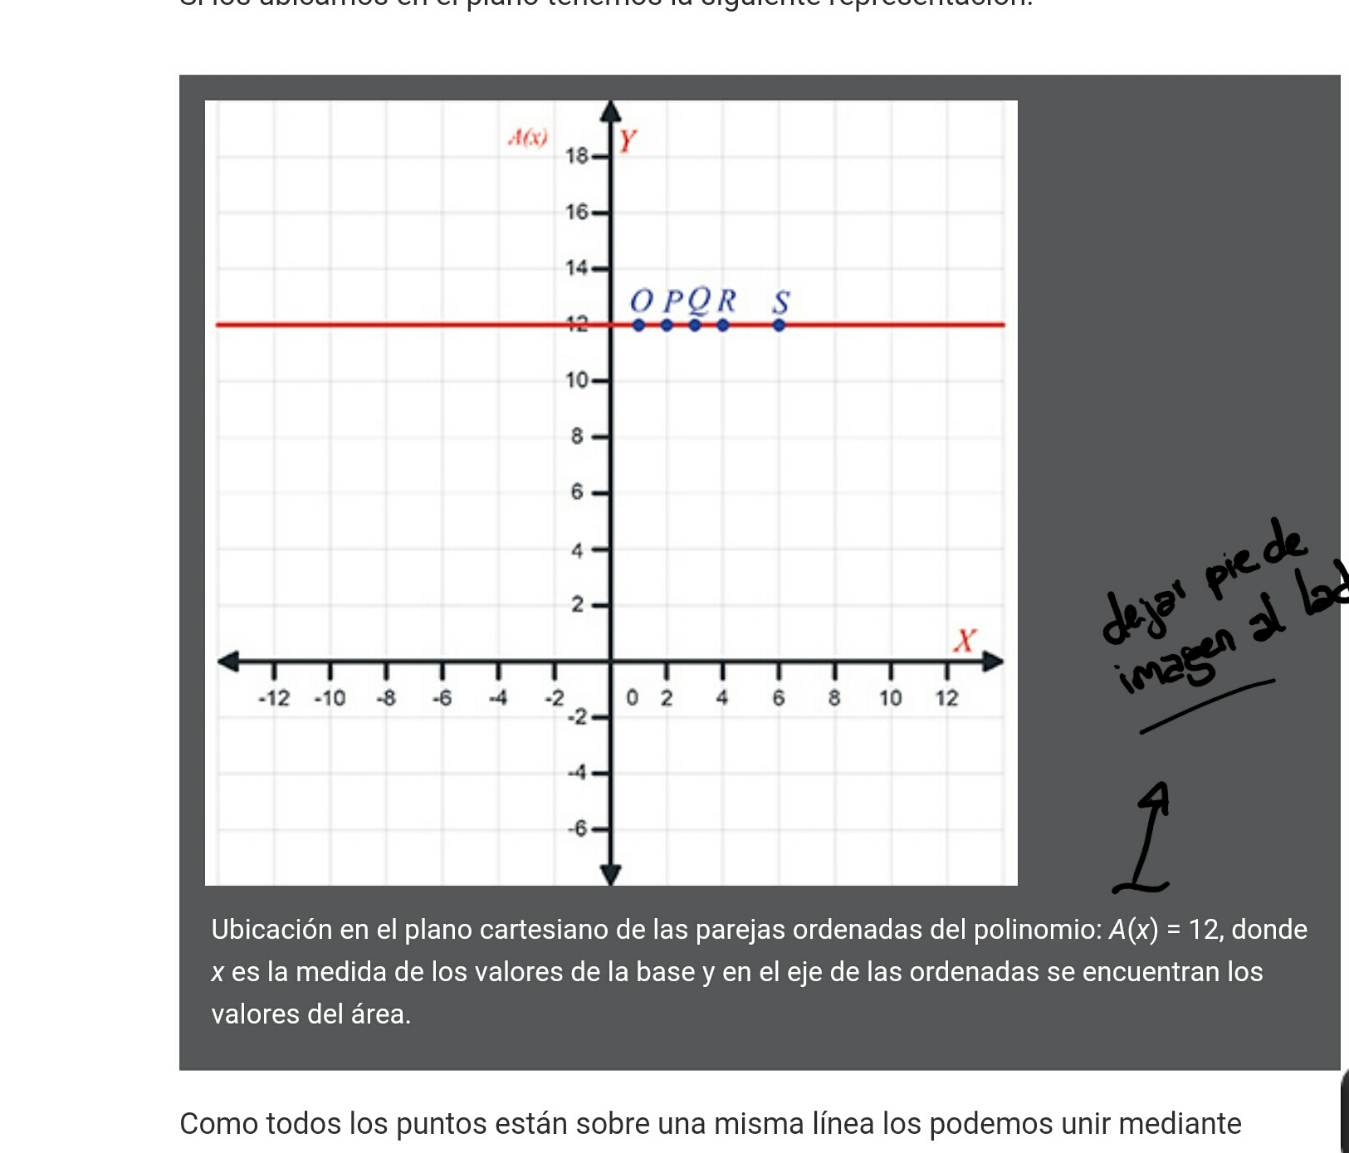 A(x)
Y
18
16
14
O P Q R S
12
10
8
6
4
2
X
-12 -10 -8 -6 -4 -2 0 2 4 6 8 10 12
-2
-4
-6
dejar pie de
imagen al
Ubicación en el plano cartesiano de las parejas ordenadas del polinomio: A(x) = 12, donde
x es la medida de los valores de la base y en el eje de las ordenadas se encuentran los
valores del área.
Como todos los puntos están sobre una misma línea los podemos unir mediante